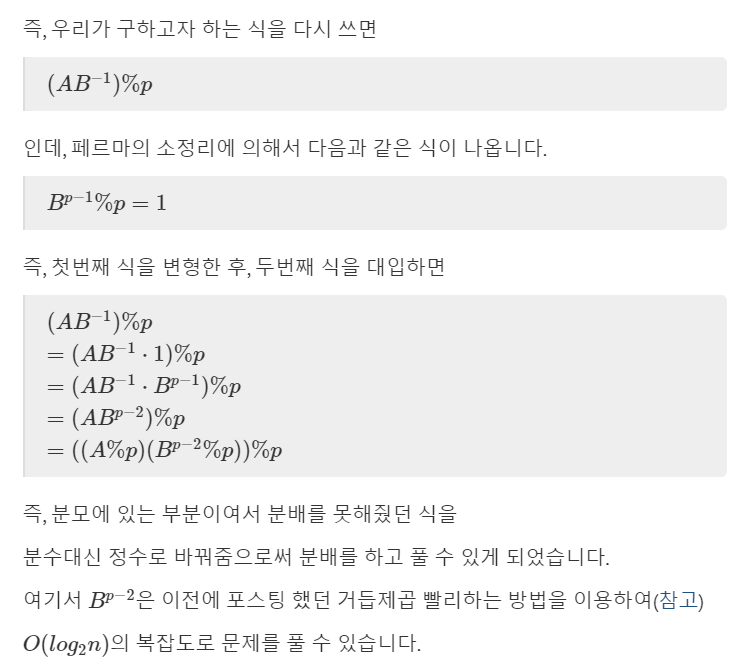 즉, 우리가 구하고자 하는 식을 다시 쓰면
(AB⁻¹)%p
인데, 페르마의 소정리에 의해서 다음과 같은 식이 나옵니다.
Bᵖ⁻¹%p = 1
즉, 첫번째 식을 변형한 후, 두번째 식을 대입하면
(AB⁻¹)%p
= (AB⁻¹ · 1)%p
= (AB⁻¹ · Bᵖ⁻¹)%p
= (ABᵖ⁻²)%p
= ((A%p)(Bᵖ⁻²%p))%p
즉, 분모에 있는 부분이여서 분배를 못해줬던 식을
분수대신 정수로 바꿔줌으로써 분배를 하고 풀 수 있게 되었습니다.
여기서 Bᵖ⁻²은 이전에 포스팅 했던 거듭제곱 빨리하는 방법을 이용하여(참고)
O(log₂n)의 복잡도로 문제를 풀 수 있습니다.